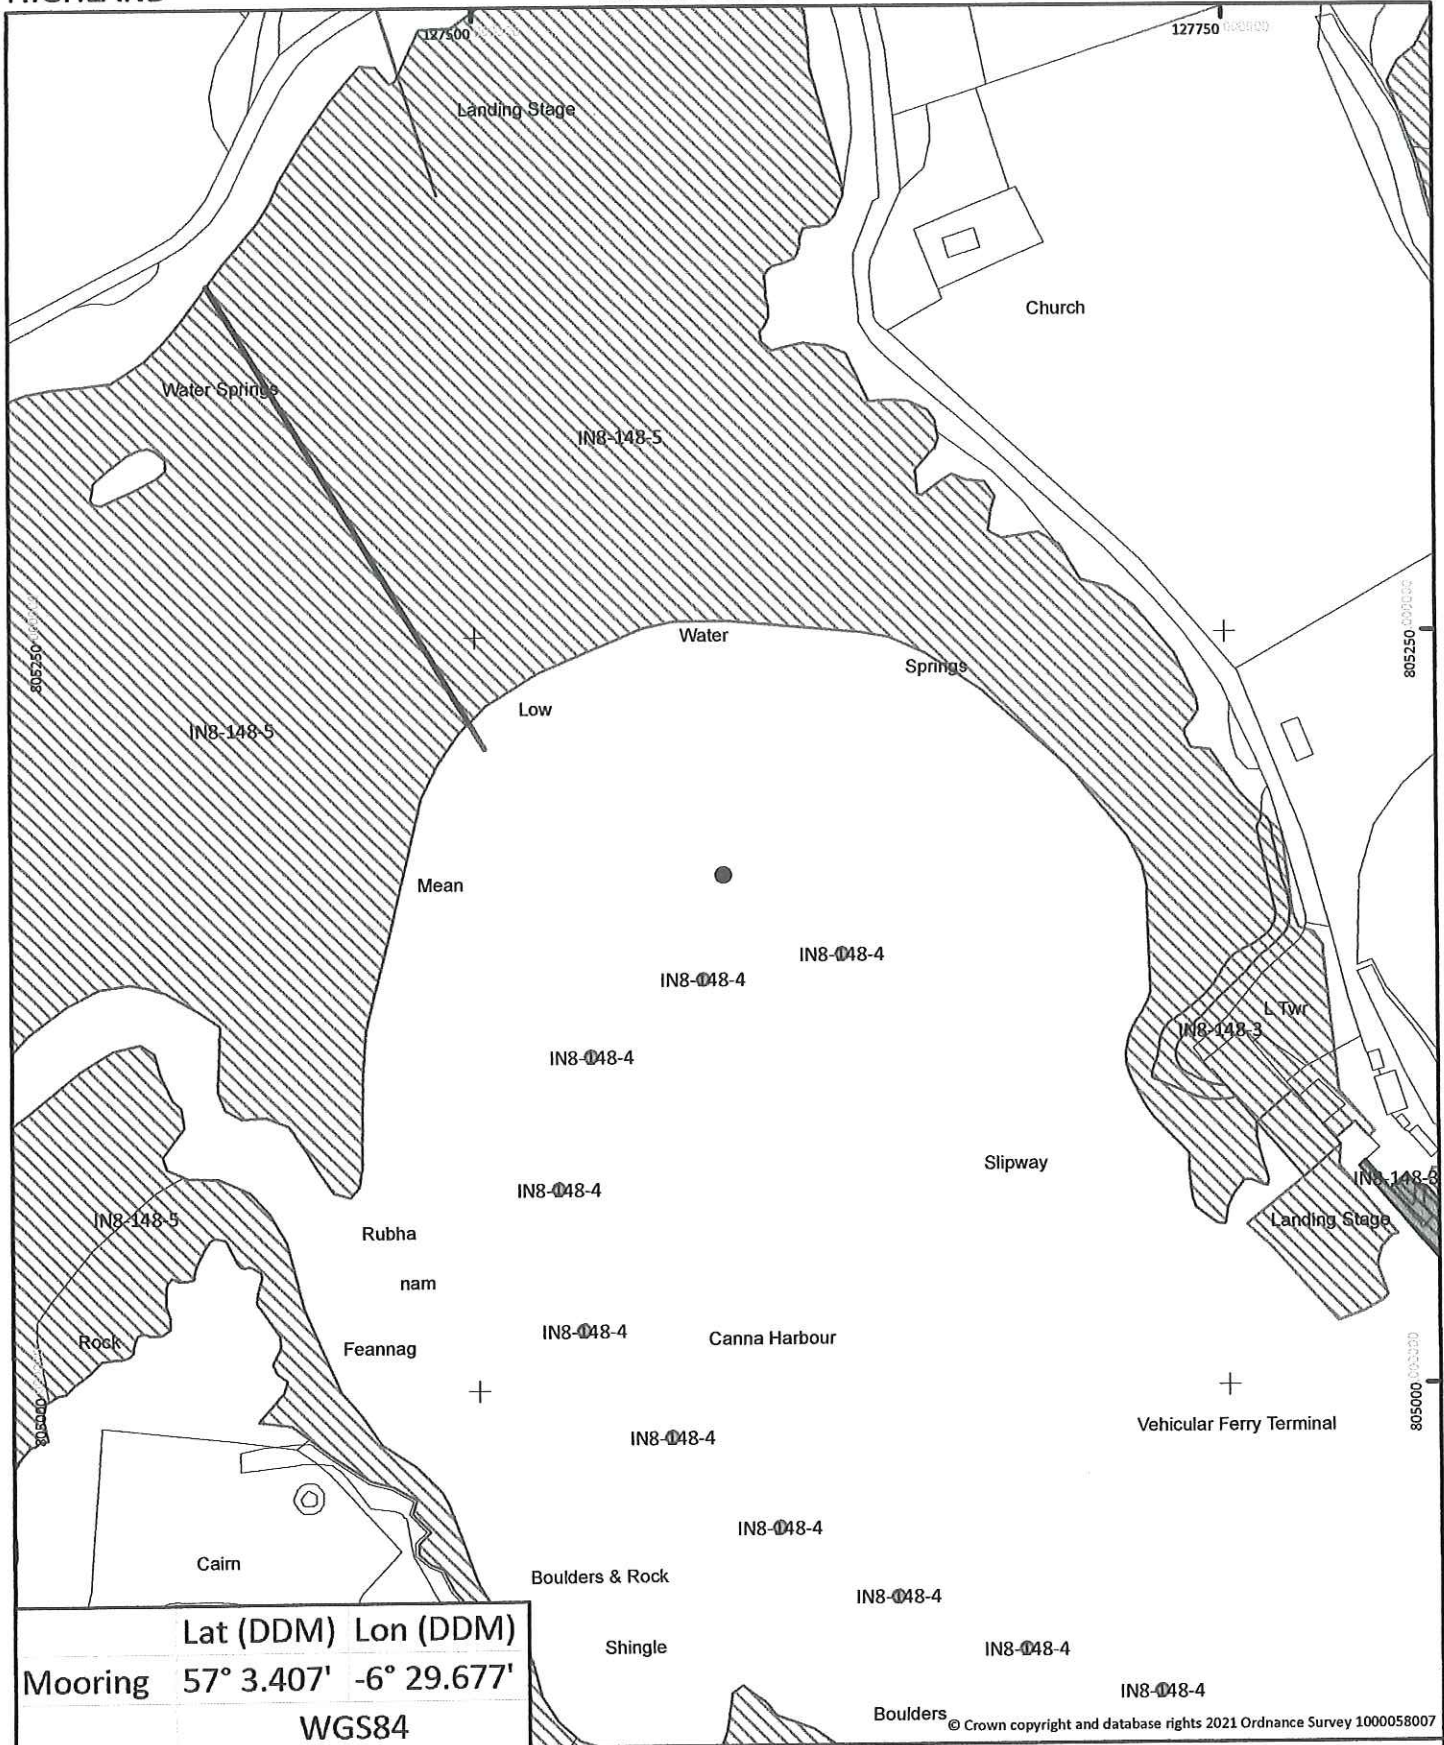 127500
127750
Landing Stage
Church
Water Springs
IN8-148-5
805250
805250
Water
Springs
Low
IN8-148-5
Mean
IN8-148-4
IN8-148-4
L Twr
IN8-148-3
IN8-148-4
Slipway
IN8-148-3
IN8-148-4
IN8-148-5
Landing Stage
Rubha
nam
IN8-148-4
Canna Harbour
Rock
Feannag
805000
805000
Vehicular Ferry Terminal
IN8-148-4
IN8-148-4
Cairn
Boulders & Rock
IN8-148-4
Shingle
IN8-148-4
IN8-148-4
Boulders
Lat (DDM) Lon (DDM)
Mooring 57° 3.407' -6° 29.677'
WGS84
© Crown copyright and database rights 2021 Ordnance Survey 1000058007